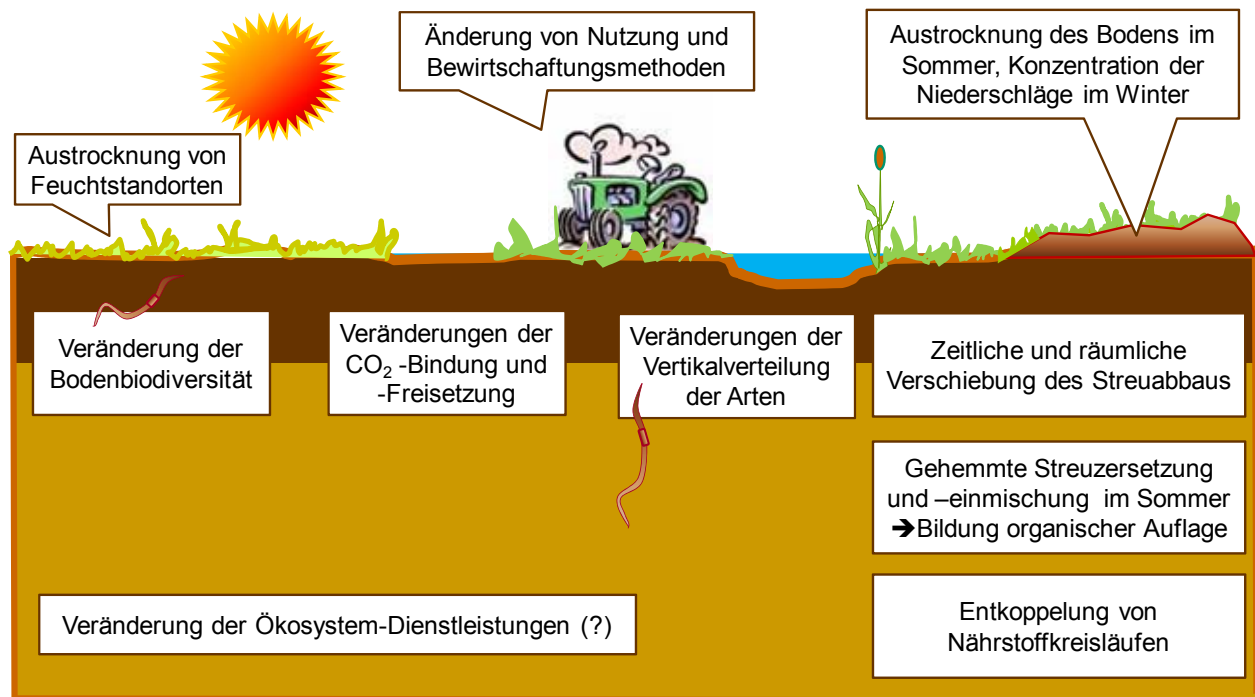 Änderung von Nutzung und
Bewirtschaftungsmethoden
Austrocknung des Bodens im
Sommer, Konzentration der
Niederschläge im Winter
Austrocknung von
Feuchtstandorten
Veränderung der
Bodenbiodiversität
Veränderungen der
CO₂ -Bindung und
-Freisetzung
Veränderungen der
Vertikalverteilung
der Arten
Zeitliche und räumliche
Verschiebung des Streuabbaus
Gehemmte Streuzersetzung
und –einmischung im Sommer
➔Bildung organischer Auflage
Veränderung der Ökosystem-Dienstleistungen (?)
Entkoppelung von
Nährstoffkreisläufen